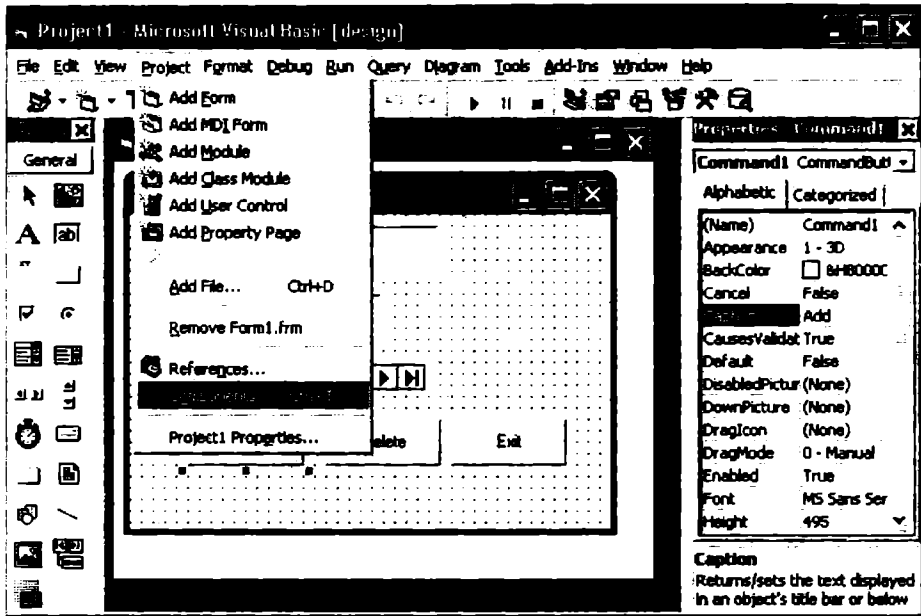 Project1 - Microsoft Visual Basic [design]
File Edit View Project Format Debug Run Query Diagram Tools Add-Ins Window Help
Add Form
Add MDI Form
Add Module
Add Class Module
Add User Control
Add Property Page
Add File... Ctrl+D
Remove Form1.frm
References...
Project1 Properties...
General
elete
Exit
Properties - Command1
Command1 CommandButt
Alphabetic Categorized
(Name) Command1
Appearance 1 - 3D
BackColor &H8000C
Cancel False
Add
CausesValidat True
Default False
DisabledPictur (None)
DownPicture (None)
DragIcon (None)
DragMode 0 - Manual
Enabled True
Font MS Sans Ser
Height 495
Caption
Returns/sets the text displayed
in an object's title bar or below